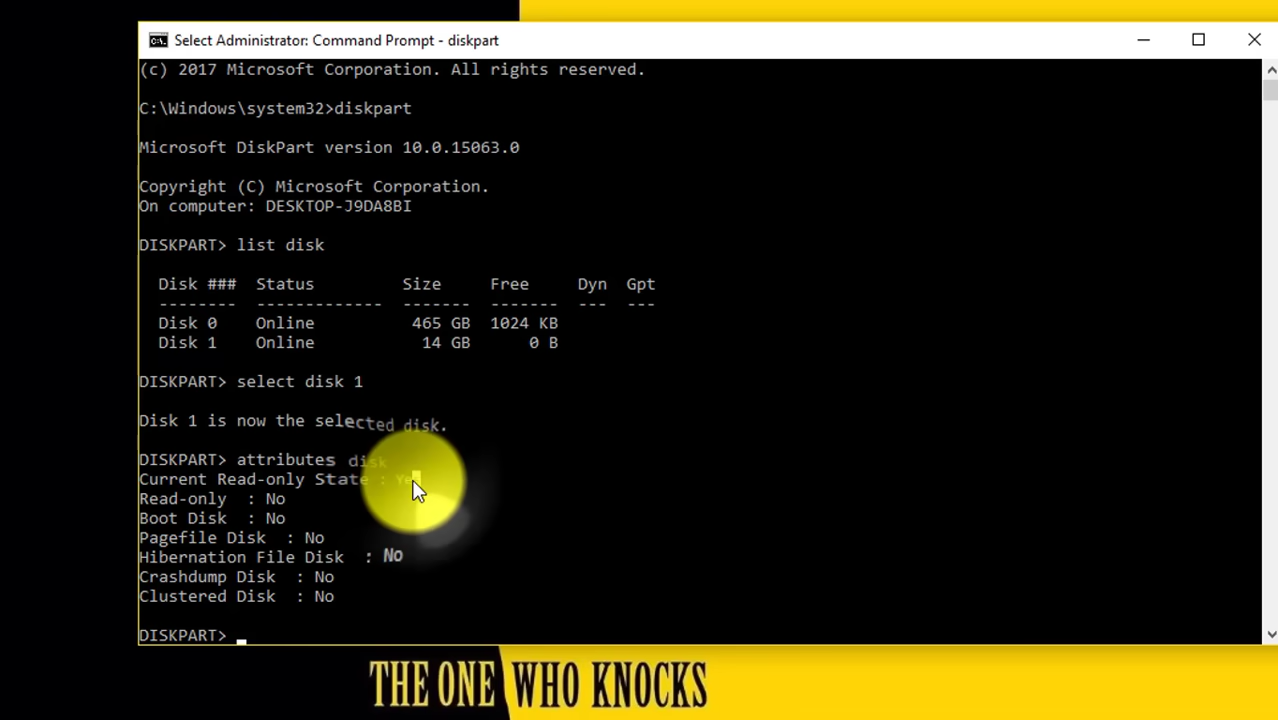 Select Administrator: Command Prompt - diskpart
(c) 2017 Microsoft Corporation. All rights reserved.
C:\Windows\system32>diskpart
Microsoft DiskPart version 10.0.15063.0
Copyright (C) Microsoft Corporation.
On computer: DESKTOP-J9DA8BI
DISKPART> list disk
Disk ### Status Size Free Dyn Gpt
-------- ------------- ------- ------- --- ---
Disk 0 Online 465 GB 1024 KB
Disk 1 Online 14 GB 0 B
DISKPART> select disk 1
Disk 1 is now the selected disk.
DISKPART> attributes disk
Current Read-only State :
Read-only : No
Boot Disk : No
Pagefile Disk : No
Hibernation File Disk : No
Crashdump Disk : No
Clustered Disk : No
DISKPART>
THE ONE WHO KNOCKS